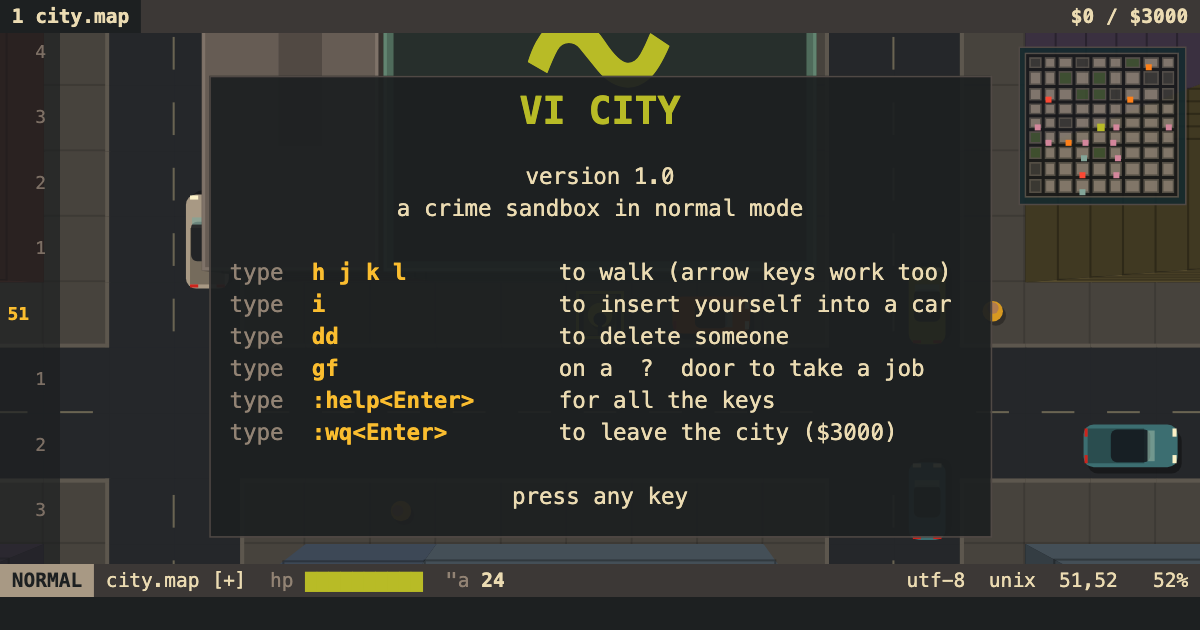 1 city.map
$0 / $3000
4
~
VI CITY
3
version 1.0
2
a crime sandbox in normal mode
1
type h j k l to walk (arrow keys work too)
type i to insert yourself into a car
51
type dd to delete someone
type gf on a ? door to take a job
1
type :help<Enter> for all the keys
type :wq<Enter> to leave the city ($3000)
2
press any key
3
NORMAL city.map [+] hp "a 24 utf-8 unix 51,52 52%